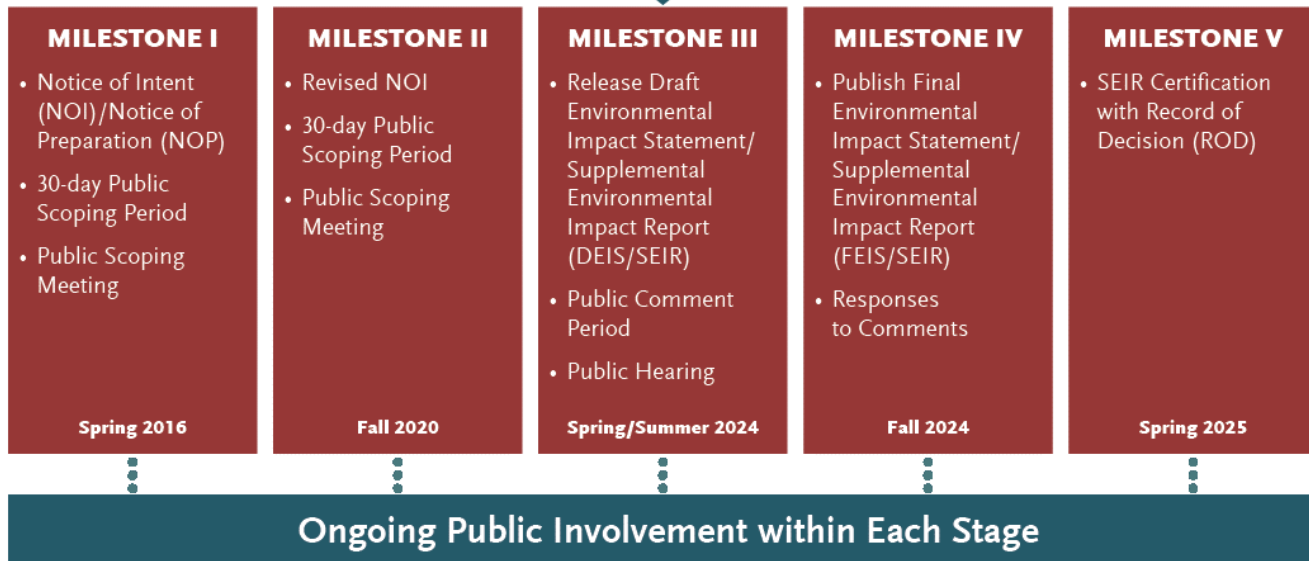 MILESTONE I
• Notice of Intent
(NOI)/Notice of
Preparation (NOP)
• 30-day Public
Scoping Period
• Public Scoping
Meeting
Spring 2016
MILESTONE II
• Revised NOI
• 30-day Public
Scoping Period
• Public Scoping
Meeting
Fall 2020
MILESTONE III
• Release Draft
Environmental
Impact Statement/
Supplemental
Environmental
Impact Report
(DEIS/SEIR)
• Public Comment
Period
• Public Hearing
Spring/Summer 2024
MILESTONE IV
• Publish Final
Environmental
Impact Statement/
Supplemental
Environmental
Impact Report
(FEIS/SEIR)
• Responses
to Comments
Fall 2024
MILESTONE V
• SEIR Certification
with Record of
Decision (ROD)
Spring 2025
Ongoing Public Involvement within Each Stage